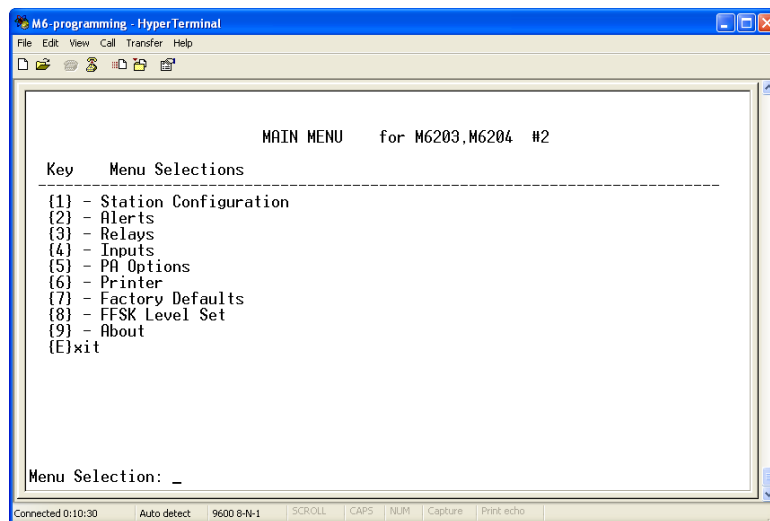 M6-programming - HyperTerminal
File Edit View Call Transfer Help
MAIN MENU for M6203,M6204 #2
Key Menu Selections
--------------------------------------------------------------------------
{1} - Station Configuration
{2} - Alerts
{3} - Relays
{4} - Inputs
{5} - PA Options
{6} - Printer
{7} - Factory Defaults
{8} - FFSK Level Set
{9} - About
{E}xit
Menu Selection: _
Connected 0:10:30 Auto detect 9600 8-N-1 SCROLL CAPS NUM Capture Print echo